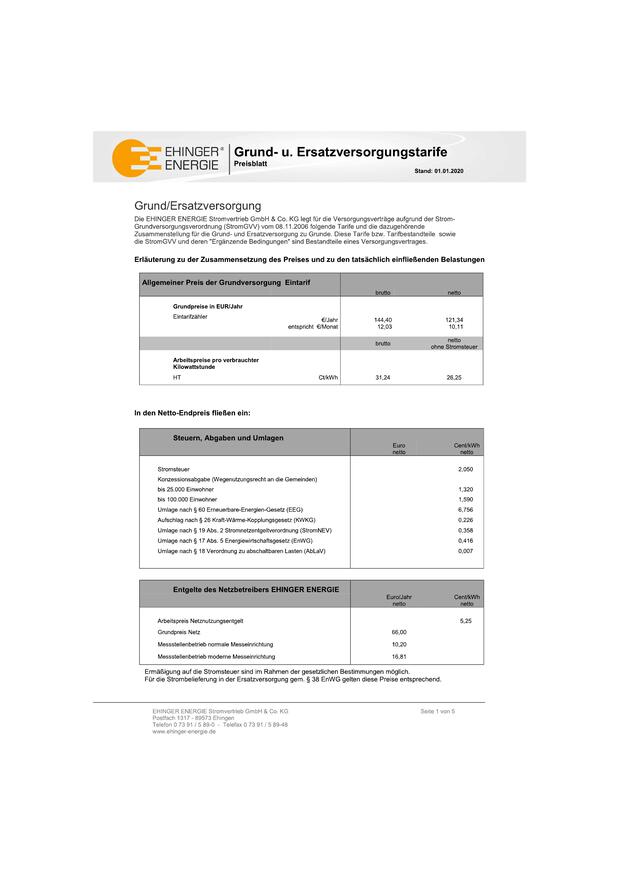 EHINGER®
ENERGIE
Grund- u. Ersatzversorgungstarife
Preisblatt
Stand: 01.01.2020
Grund/Ersatzversorgung
Die EHINGER ENERGIE Stromvertrieb GmbH & Co. KG legt für die Versorgungsverträge aufgrund der Strom-
Grundversorgungsverordnung (StromGVV) vom 08.11.2006 folgende Tarife und die dazugehörende
Zusammenstellung für die Grund- und Ersatzversorgung zu Grunde. Diese Tarife bzw. Tarifbestandteile sowie
die StromGVV und deren "Ergänzende Bedingungen" sind Bestandteile eines Versorgungsvertrages.
Erläuterung zu der Zusammensetzung des Preises und zu den tatsächlich einfließenden Belastungen
Allgemeiner Preis der Grundversorgung Eintarif
brutto netto
Grundpreise in EUR/Jahr
Eintarifzähler
€/Jahr 144,40 121,34
entspricht €/Monat 12,03 10,11
brutto netto
ohne Stromsteuer
Arbeitspreise pro verbrauchter
Kilowattstunde
HT Ct/kWh 31,24 26,25
In den Netto-Endpreis fließen ein:
Steuern, Abgaben und Umlagen
Euro Cent/kWh
netto netto
Stromsteuer 2,050
Konzessionsabgabe (Wegenutzungsrecht an die Gemeinden)
bis 25.000 Einwohner 1,320
bis 100.000 Einwohner 1,590
Umlage nach § 60 Erneuerbare-Energien-Gesetz (EEG) 6,756
Aufschlag nach § 26 Kraft-Wärme-Kopplungsgesetz (KWKG) 0,226
Umlage nach § 19 Abs. 2 Stromnetzentgeltverordnung (StromNEV) 0,358
Umlage nach § 17 Abs. 5 Energiewirtschaftsgesetz (EnWG) 0,416
Umlage nach § 18 Verordnung zu abschaltbaren Lasten (AbLaV) 0,007
Entgelte des Netzbetreibers EHINGER ENERGIE
Euro/Jahr Cent/kWh
netto netto
Arbeitspreis Netznutzungsentgelt 5,25
Grundpreis Netz 66,00
Messstellenbetrieb normale Messeinrichtung 10,20
Messstellenbetrieb moderne Messeinrichtung 16,81
Ermäßigung auf die Stromsteuer sind im Rahmen der gesetzlichen Bestimmungen möglich.
Für die Strombelieferung in der Ersatzversorgung gem. § 38 EnWG gelten diese Preise entsprechend.
EHINGER ENERGIE Stromvertrieb GmbH & Co. KG Seite 1 von 5
Postfach 1317 - 89573 Ehingen
Telefon 0 73 91 / 5 89-0 - Telefax 0 73 91 / 5 89-48
www.ehinger-energie.de